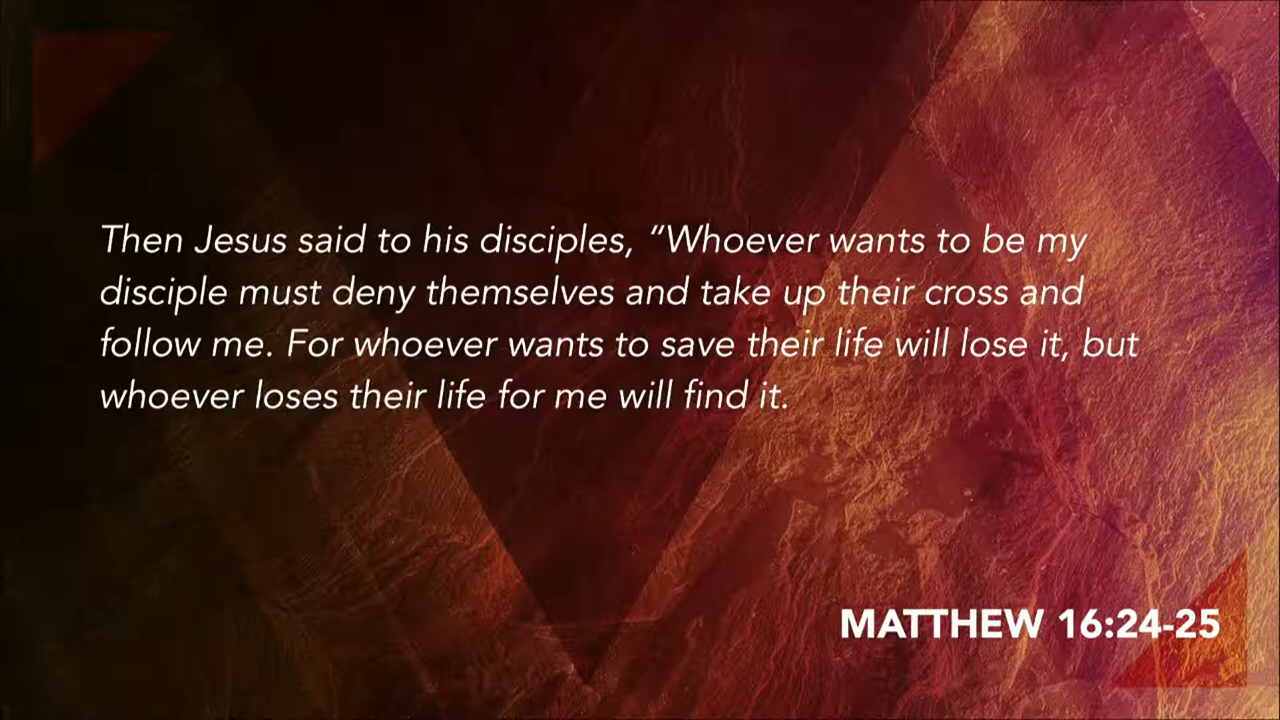 Then Jesus said to his disciples, “Whoever wants to be my
disciple must deny themselves and take up their cross and
follow me. For whoever wants to save their life will lose it, but
whoever loses their life for me will find it.
MATTHEW 16:24-25